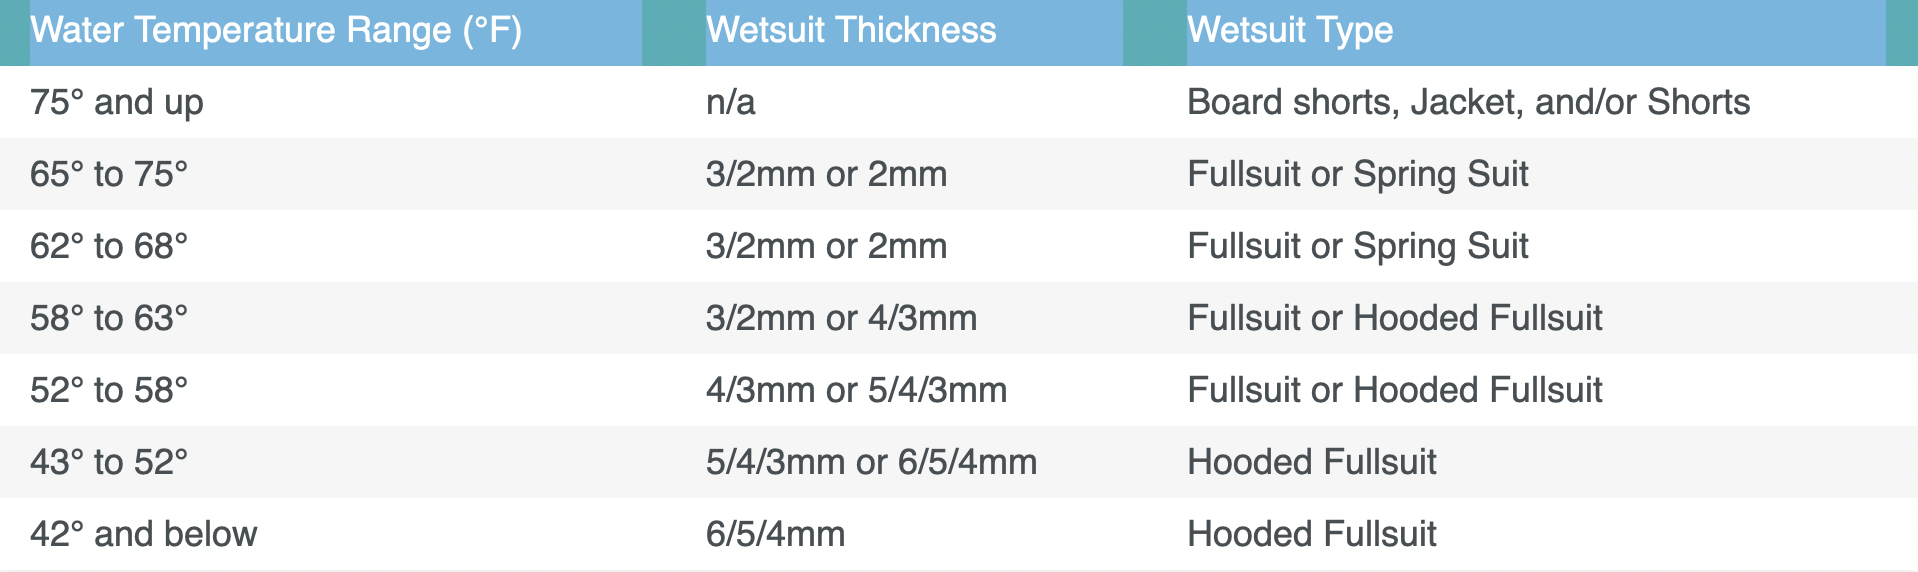 Water Temperature Range (°F) Wetsuit Thickness Wetsuit Type
75° and up n/a Board shorts, Jacket, and/or Shorts
65° to 75° 3/2mm or 2mm Fullsuit or Spring Suit
62° to 68° 3/2mm or 2mm Fullsuit or Spring Suit
58° to 63° 3/2mm or 4/3mm Fullsuit or Hooded Fullsuit
52° to 58° 4/3mm or 5/4/3mm Fullsuit or Hooded Fullsuit
43° to 52° 5/4/3mm or 6/5/4mm Hooded Fullsuit
42° and below 6/5/4mm Hooded Fullsuit